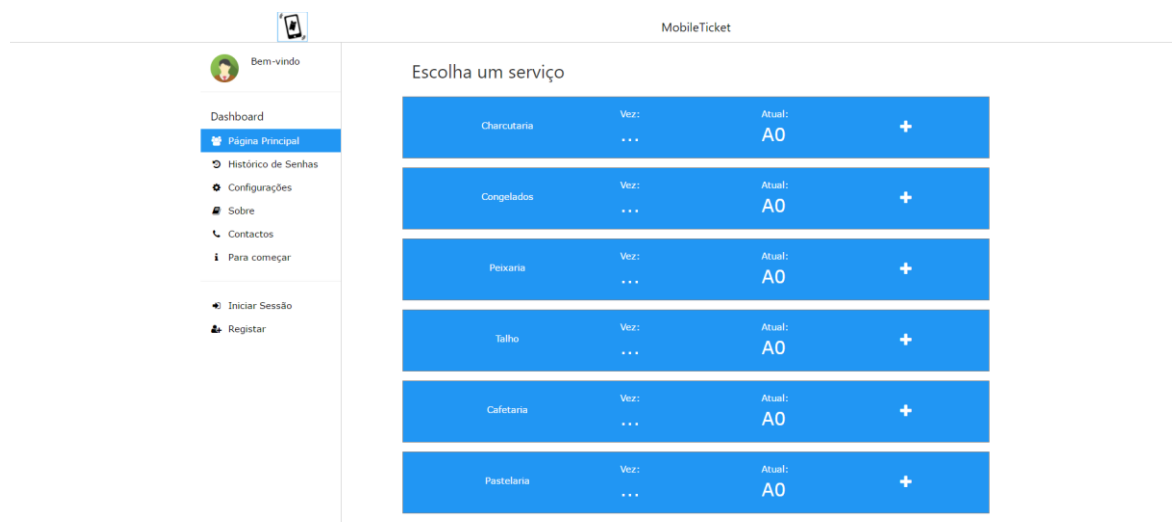 MobileTicket
Bem-vindo
Dashboard
Página Principal
Histórico de Senhas
Configurações
Sobre
Contactos
Para começar
Iniciar Sessão
Registar
Escolha um serviço
Charcutaria
Vez:
...
Atual:
A0
Congelados
Vez:
...
Atual:
A0
Peixaria
Vez:
...
Atual:
A0
Talho
Vez:
...
Atual:
A0
Cafetaria
Vez:
...
Atual:
A0
Pastelaria
Vez:
...
Atual:
A0